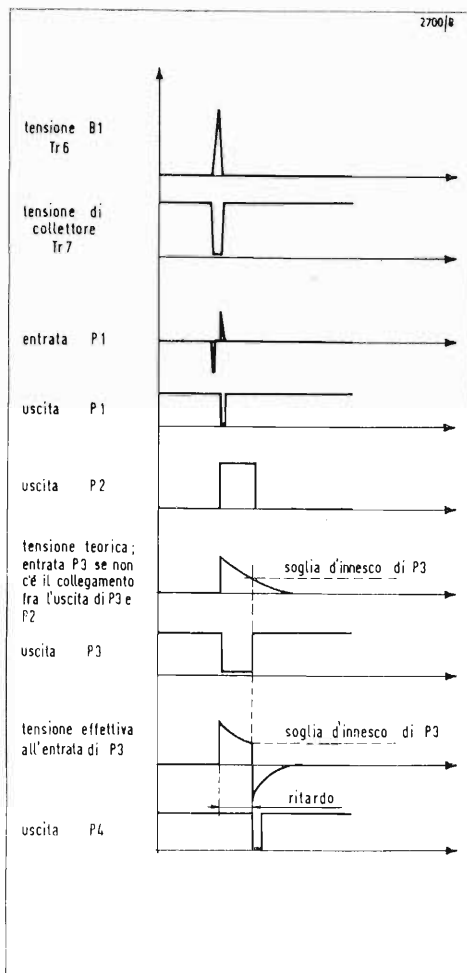 2700/8
tensione B1
Tr6
tensione di
collettore
Tr7
entrata P1
uscita P1
uscita P2
tensione teorica;
entrata P3 se non
c'é il collegamento
fra l'uscita di P3 e
P2
soglia d'innesco di P3
uscita P3
tensione effettiva
all'entrata di P3
soglia d'innesco di P3
ritardo
uscita P4